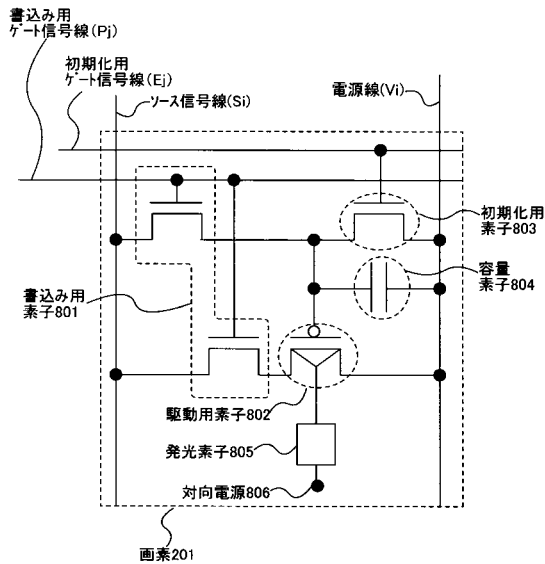 書込み用
ゲート信号線(Pj)
初期化用
ゲート信号線(Ej)
ソース信号線(Si)
電源線(Vi)
初期化用
素子803
容量
素子804
書込み用
素子801
駆動用素子802
発光素子805
対向電源806
画素201